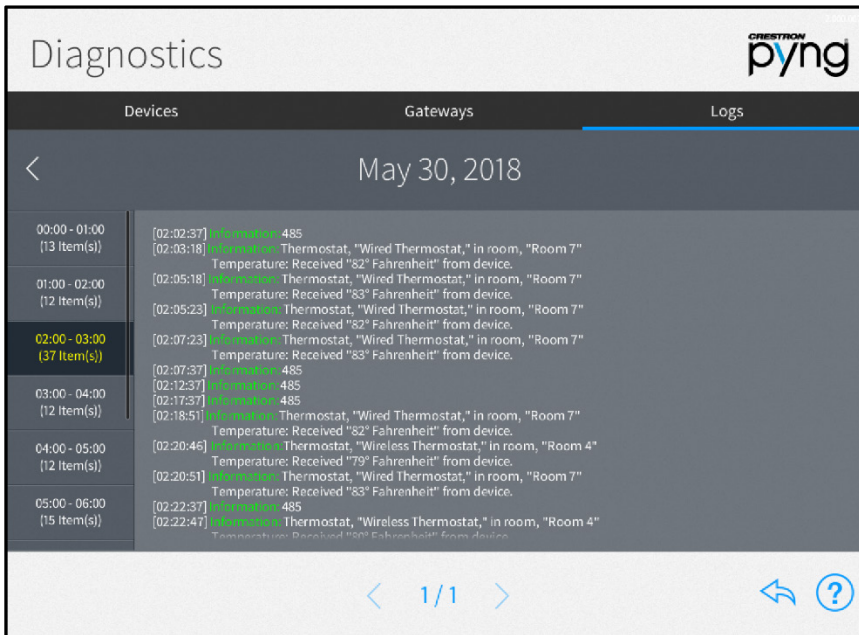 Diagnostics
CRESTRON
pyng
Devices
Gateways
Logs
May 30, 2018
00:00 - 01:00
(13 Item(s))
01:00 - 02:00
(12 Item(s))
02:00 - 03:00
(37 Item(s))
03:00 - 04:00
(12 Item(s))
04:00 - 05:00
(12 Item(s))
05:00 - 06:00
(15 Item(s))
[02:02:37] Information: 485
[02:03:18] Information: Thermostat, "Wired Thermostat," in room, "Room 7"
Temperature: Received "82° Fahrenheit" from device.
[02:05:18] Information: Thermostat, "Wired Thermostat," in room, "Room 7"
Temperature: Received "83° Fahrenheit" from device.
[02:05:23] Information: Thermostat, "Wired Thermostat," in room, "Room 7"
Temperature: Received "82° Fahrenheit" from device.
[02:07:23] Information: Thermostat, "Wired Thermostat," in room, "Room 7"
Temperature: Received "83° Fahrenheit" from device.
[02:07:37] Information: 485
[02:12:37] Information: 485
[02:17:37] Information: 485
[02:18:51] Information: Thermostat, "Wired Thermostat," in room, "Room 7"
Temperature: Received "82° Fahrenheit" from device.
[02:20:46] Information: Thermostat, "Wireless Thermostat," in room, "Room 4"
Temperature: Received "79° Fahrenheit" from device.
[02:20:51] Information: Thermostat, "Wired Thermostat," in room, "Room 7"
Temperature: Received "83° Fahrenheit" from device.
[02:22:37] Information: 485
[02:22:47] Information: Thermostat, "Wireless Thermostat," in room, "Room 4"
Temperature: Received "80° Fahrenheit" from device.
1 / 1
?